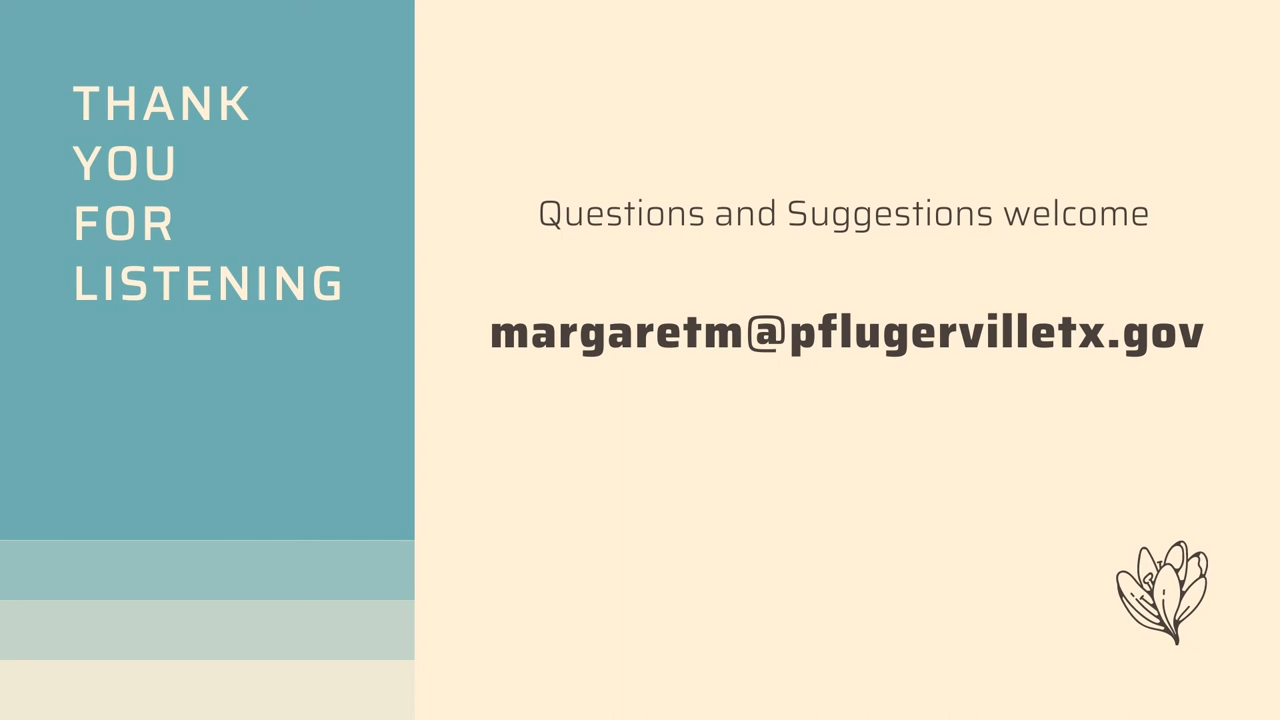 THANK
YOU
FOR
LISTENING
Questions and Suggestions welcome
margaretm@pflugervilletx.gov